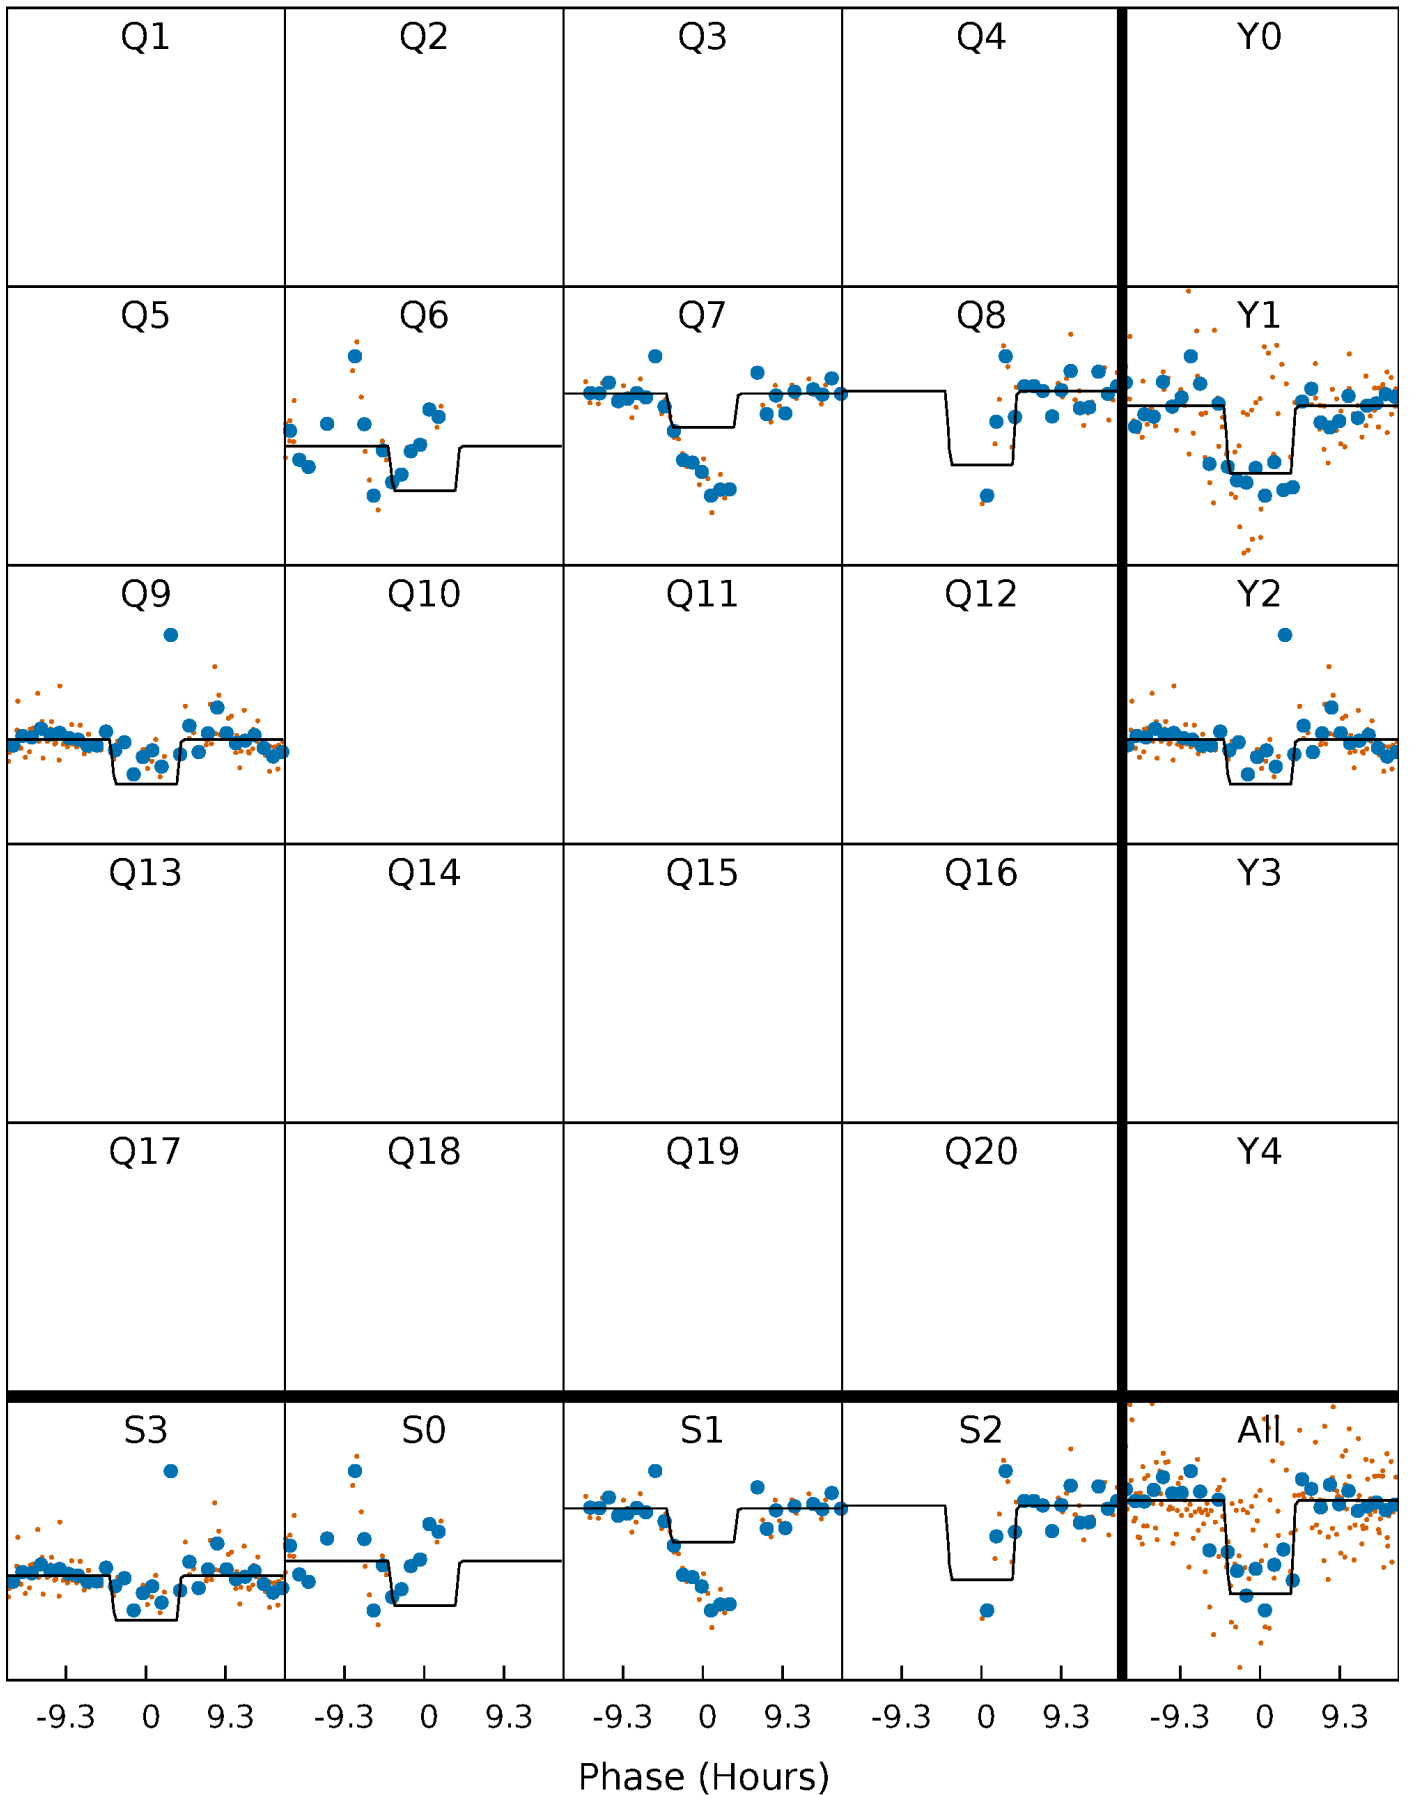 Q1 Q2 Q3 Q4 Y0
Q5 Q6 Q7 Q8 Y1
Q9 Q10 Q11 Q12 Y2
Q13 Q14 Q15 Q16 Y3
Q17 Q18 Q19 Q20 Y4
S3 S0 S1 S2 All
-9.3 0 9.3 -9.3 0 9.3 -9.3 0 9.3 -9.3 0 9.3 -9.3 0 9.3
Phase (Hours)